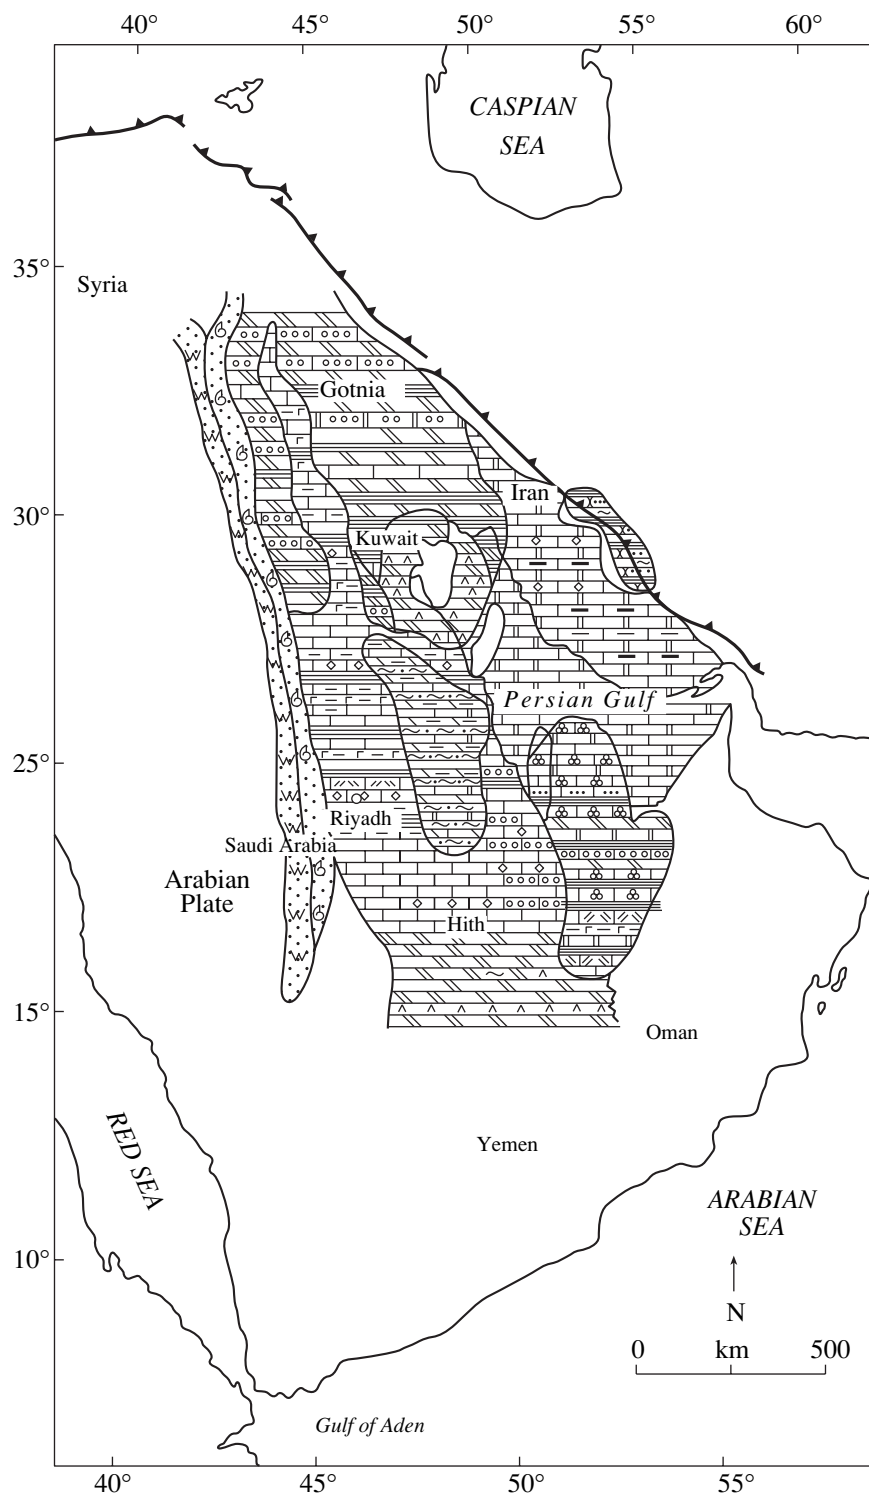 40° 45° 50° 55° 60°
CASPIAN
SEA
35°
Syria
Gotnia
Iran
30°
Kuwait
Persian Gulf
25°
Riyadh
Saudi Arabia
Arabian
Plate
Hith
15°
Oman
RED SEA
Yemen
ARABIAN
SEA
10°
N
0 km 500
Gulf of Aden
40° 45° 50° 55°